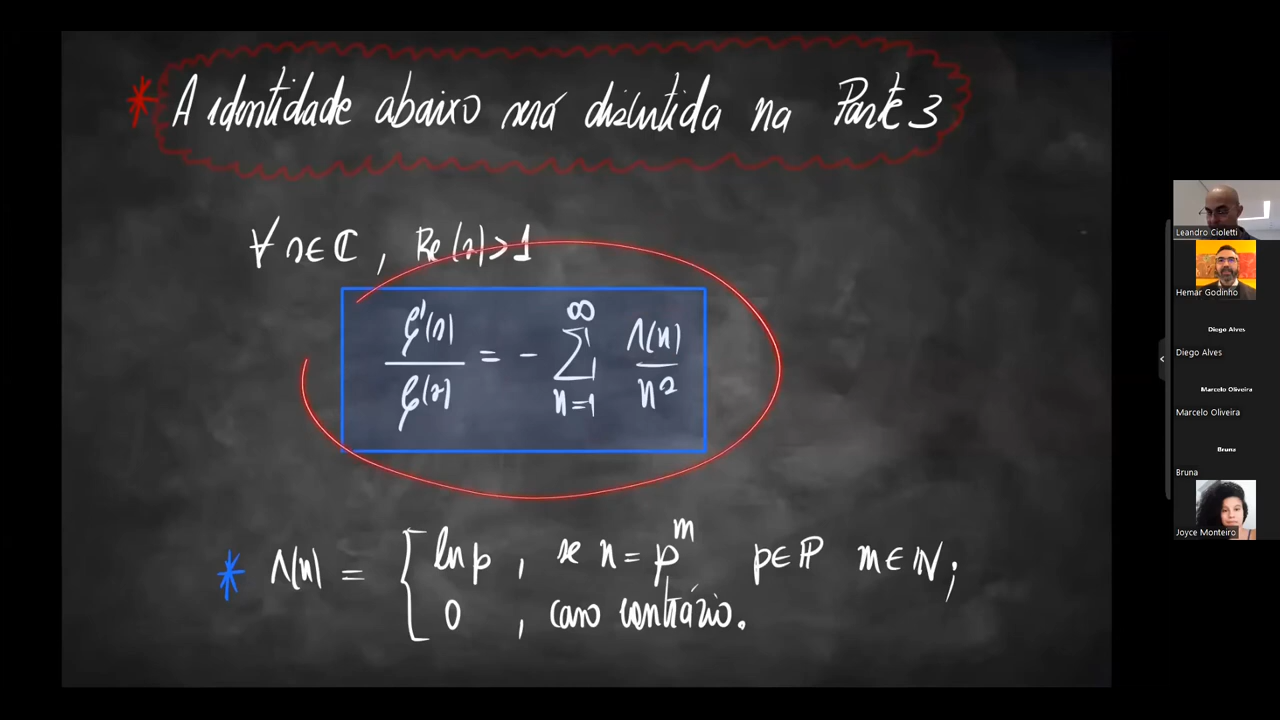 * A identidade abaixo será discutida na Parte 3
∀ s ∈ ℂ , Re(s) > 1
ζ'(s) / ζ(s) = - ∑_{n=1}^{∞} Λ(n) / n^s
* Λ(n) = { ln p , se n = p^m p ∈ ℙ m ∈ ℕ;
0 , caso contrário.
Leandro Cioletti
Hemar Godinho
Diego Alves
Diego Alves
Marcelo Oliveira
Marcelo Oliveira
Bruna
Bruna
Joyce Monteiro